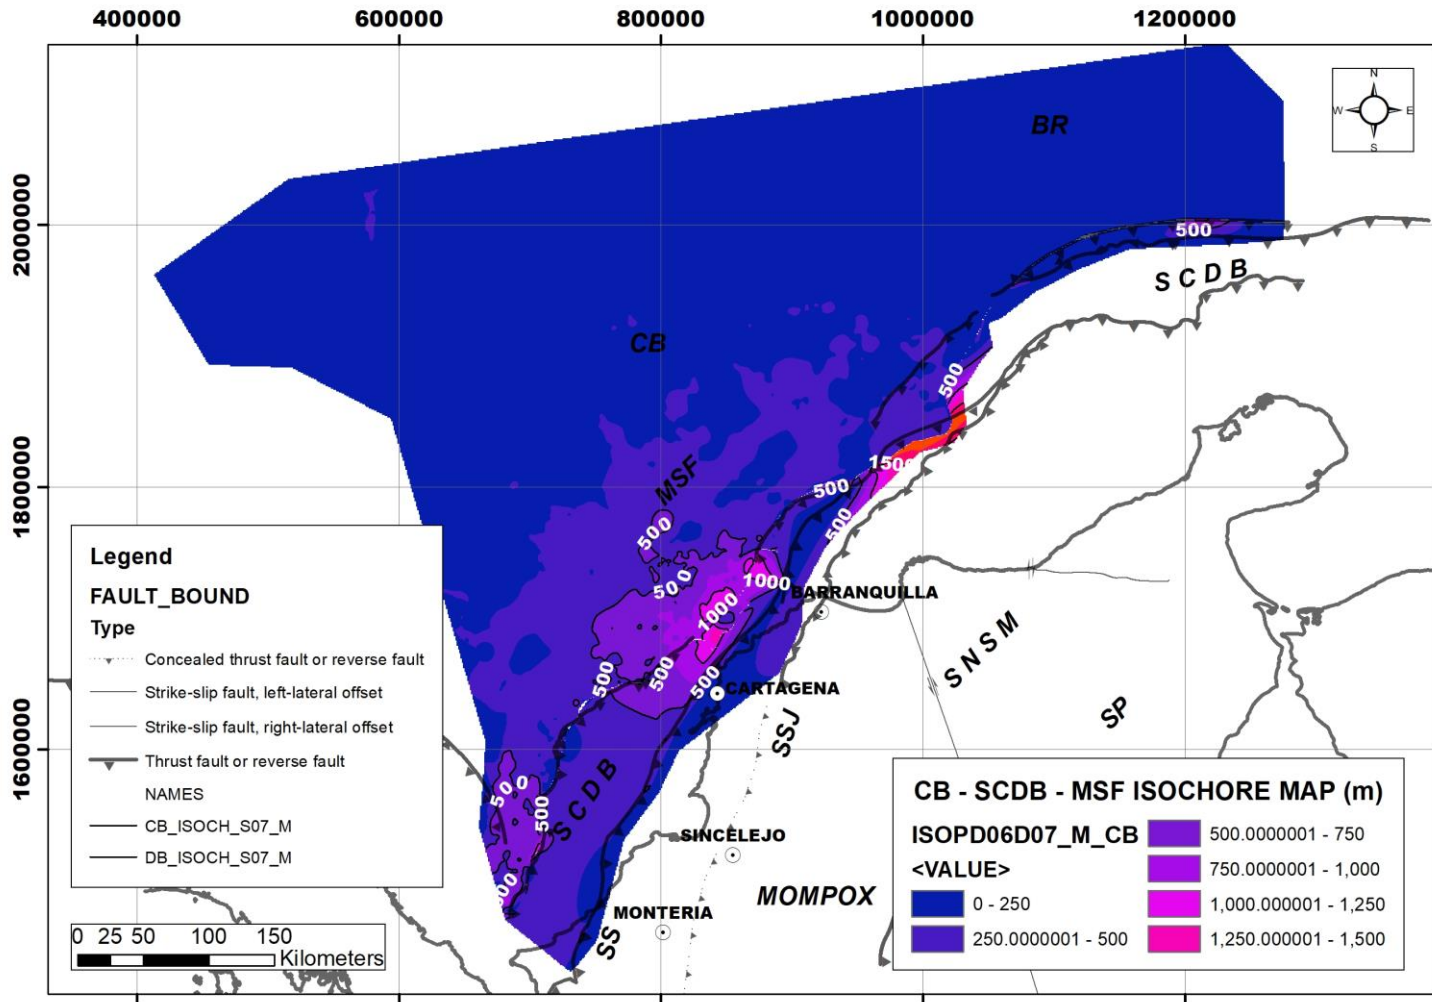 400000 600000 800000 1000000 1200000
N
W E
S
BR
2000000
500
SCDB
CB
500
1800000
MSF
1500
500
500
500
500
1000
1000
BARRANQUILLA
500
500
500
CARTAGENA
SNSM
SP
SSJ
1600000
500
500
SCDB
SINCELEJO
MOMPOX
MONTERIA
SS
Legend
FAULT_BOUND
Type
Concealed thrust fault or reverse fault
Strike-slip fault, left-lateral offset
Strike-slip fault, right-lateral offset
Thrust fault or reverse fault
NAMES
CB_ISOCH_S07_M
DB_ISOCH_S07_M
0 25 50 100 150
Kilometers
CB - SCDB - MSF ISOCHORE MAP (m)
ISOPD06D07_M_CB
<VALUE>
0 - 250
250.0000001 - 500
500.0000001 - 750
750.0000001 - 1,000
1,000.000001 - 1,250
1,250.000001 - 1,500